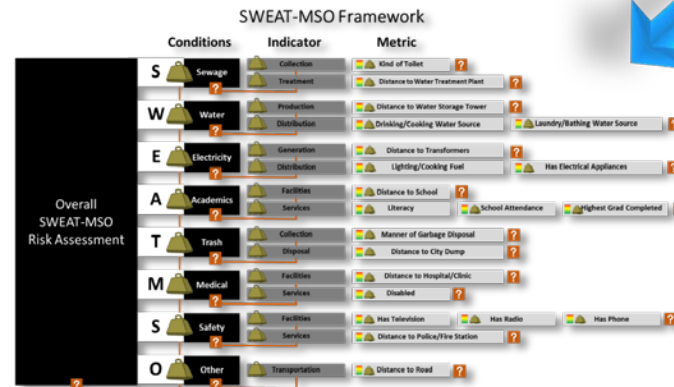 SWEAT-MSO Framework
Conditions Indicator Metric
S Sewage Collection Kind of Toilet ?
? Treatment Distance to Water Treatment Plant ?
W Water Production Distance to Water Storage Tower ?
? Distribution Drinking/Cooking Water Source Laundry/Bathing Water Source ?
E Electricity Generation Distance to Transformers ?
? Distribution Lighting/Cooking Fuel Has Electrical Appliances ?
A Academics Facilities Distance to School ?
? Services Literacy School Attendance Highest Grad Completed
Overall
SWEAT-MSO
Risk Assessment
T Trash Collection Manner of Garbage Disposal ?
? Disposal Distance to City Dump ?
M Medical Facilities Distance to Hospital/Clinic ?
? Services Disabled ?
S Safety Facilities Has Television Has Radio Has Phone ?
? Services Distance to Police/Fire Station ?
O Other Transportation Distance to Road ?
? ?